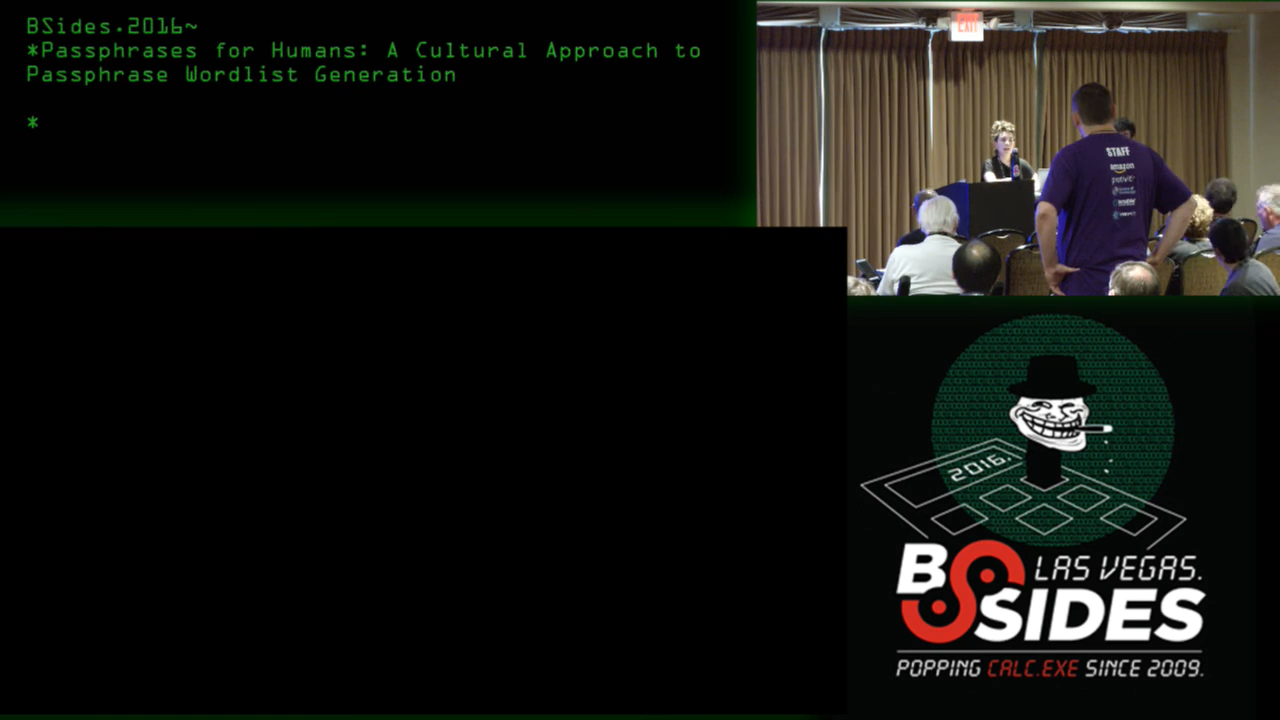 BSides.2016~
*Passphrases for Humans: A Cultural Approach to
Passphrase Wordlist Generation
*
EXIT
STAFF
amazon
2016.
BSIDES
LAS VEGAS.
POPPING CALC.EXE SINCE 2009.